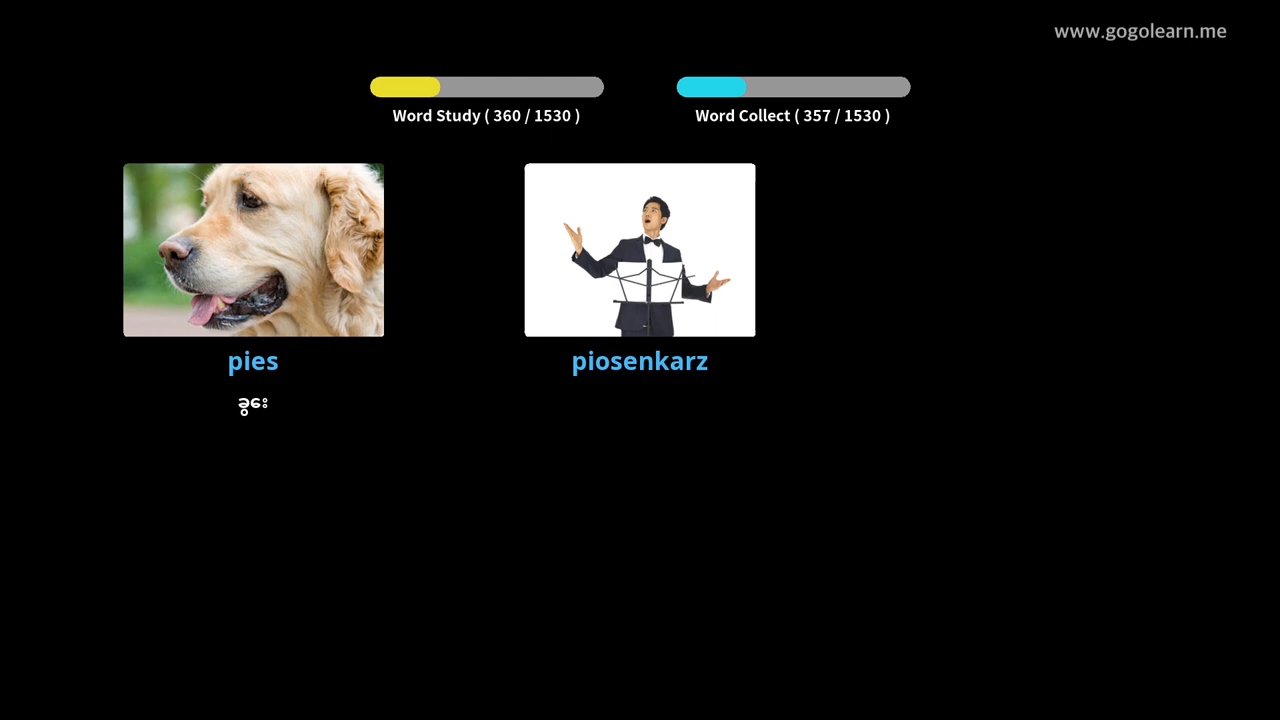 www.gogolearn.me
Word Study ( 360 / 1530 )
Word Collect ( 357 / 1530 )
pies
piosenkarz
ခွေး